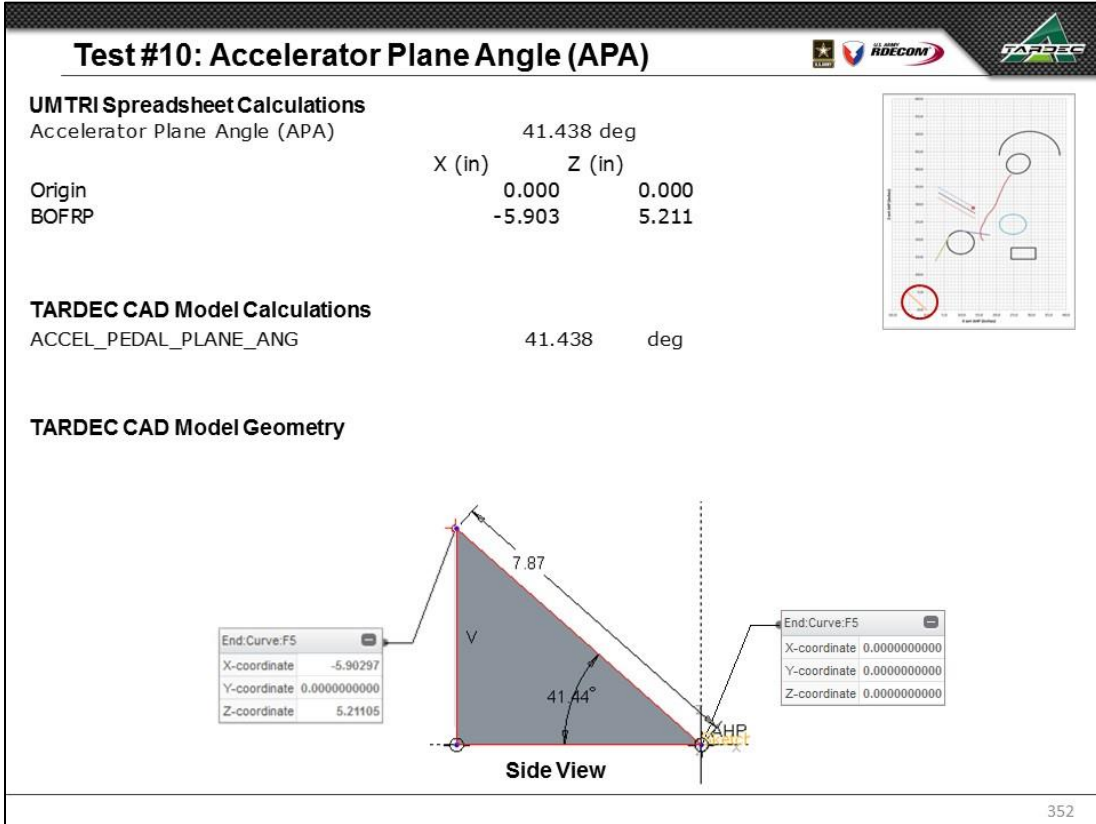 Test #10: Accelerator Plane Angle (APA)
U.S. ARMY
RDECOM
TARDEC
UMTRI Spreadsheet Calculations
Accelerator Plane Angle (APA) 41.438 deg
X (in) Z (in)
Origin 0.000 0.000
BOFRP -5.903 5.211
TARDEC CAD Model Calculations
ACCEL_PEDAL_PLANE_ANG 41.438 deg
TARDEC CAD Model Geometry
7.87
V
41.44°
End:Curve:F5
X-coordinate -5.90297
Y-coordinate 0.0000000000
Z-coordinate 5.21105
End:Curve:F5
X-coordinate 0.0000000000
Y-coordinate 0.0000000000
Z-coordinate 0.0000000000
AHP
Side View
352